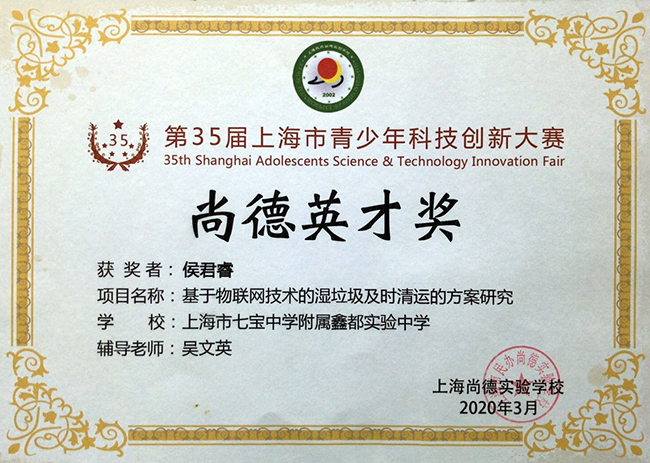 2002
35
第35届上海市青少年科技创新大赛
35th Shanghai Adolescents Science & Technology Innovation Fair
尚德英才奖
获 奖 者：侯君睿
项目名称：基于物联网技术的湿垃圾及时清运的方案研究
学 校：上海市七宝中学附属鑫都实验中学
辅导老师：吴文英
上海尚德实验学校
2020年3月